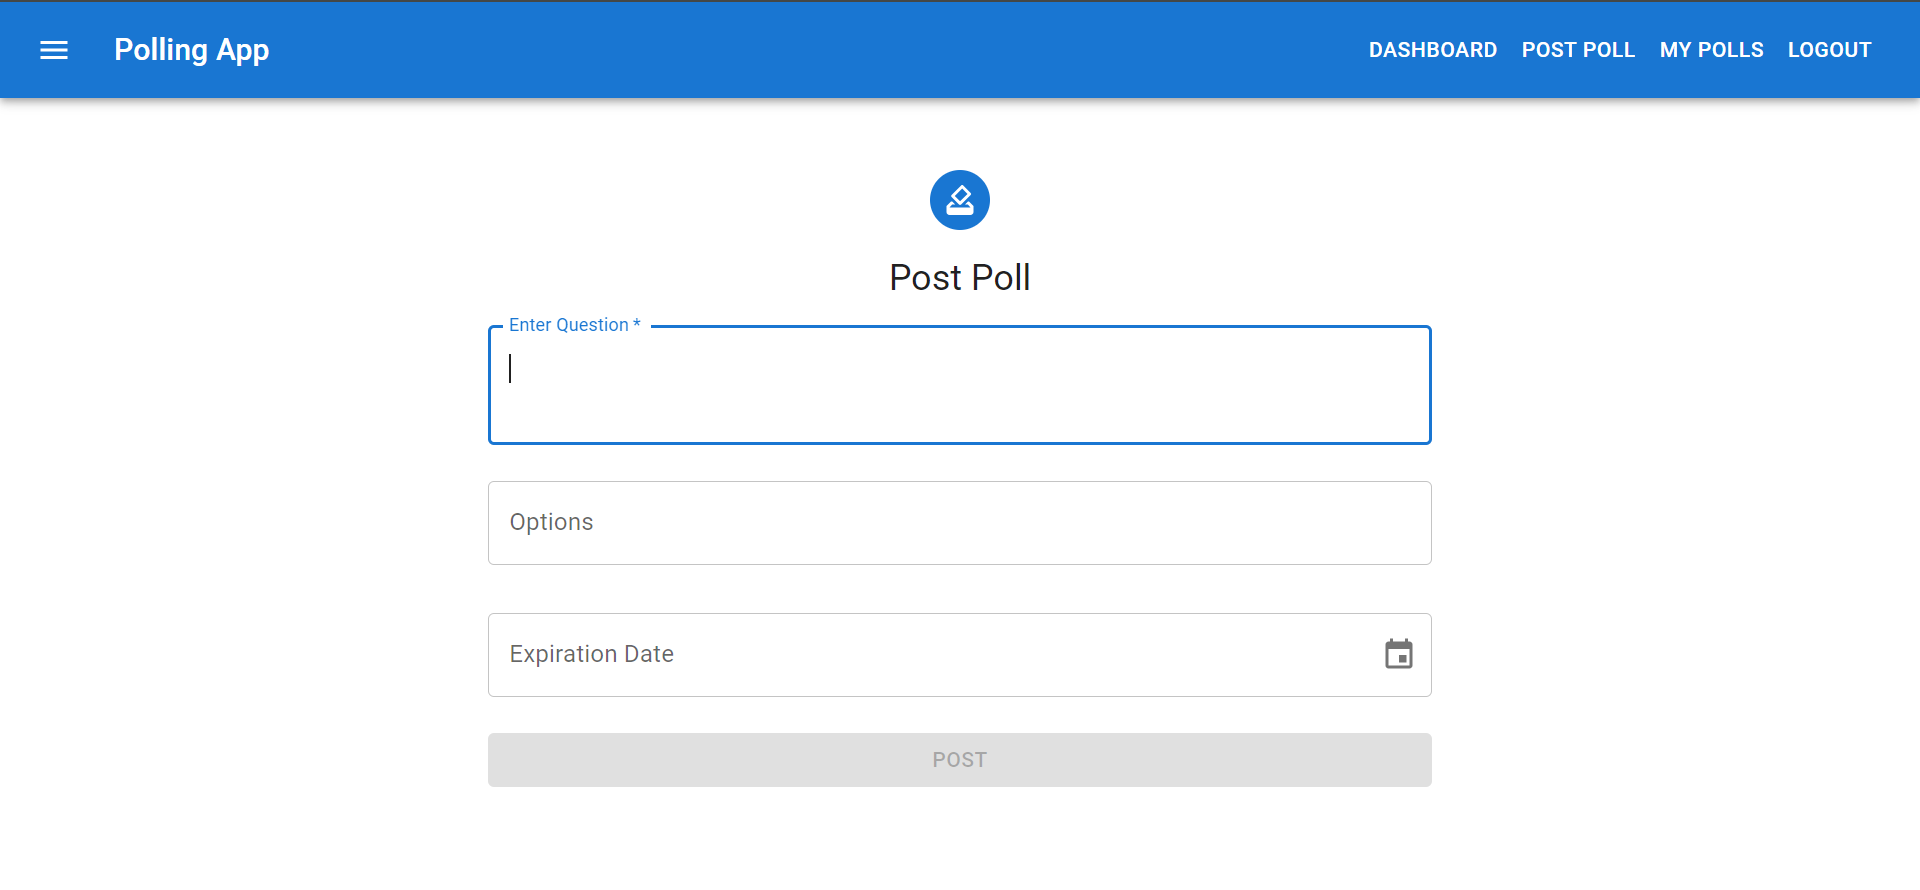 Polling App
DASHBOARD POST POLL MY POLLS LOGOUT
Post Poll
Enter Question *
Options
Expiration Date
POST